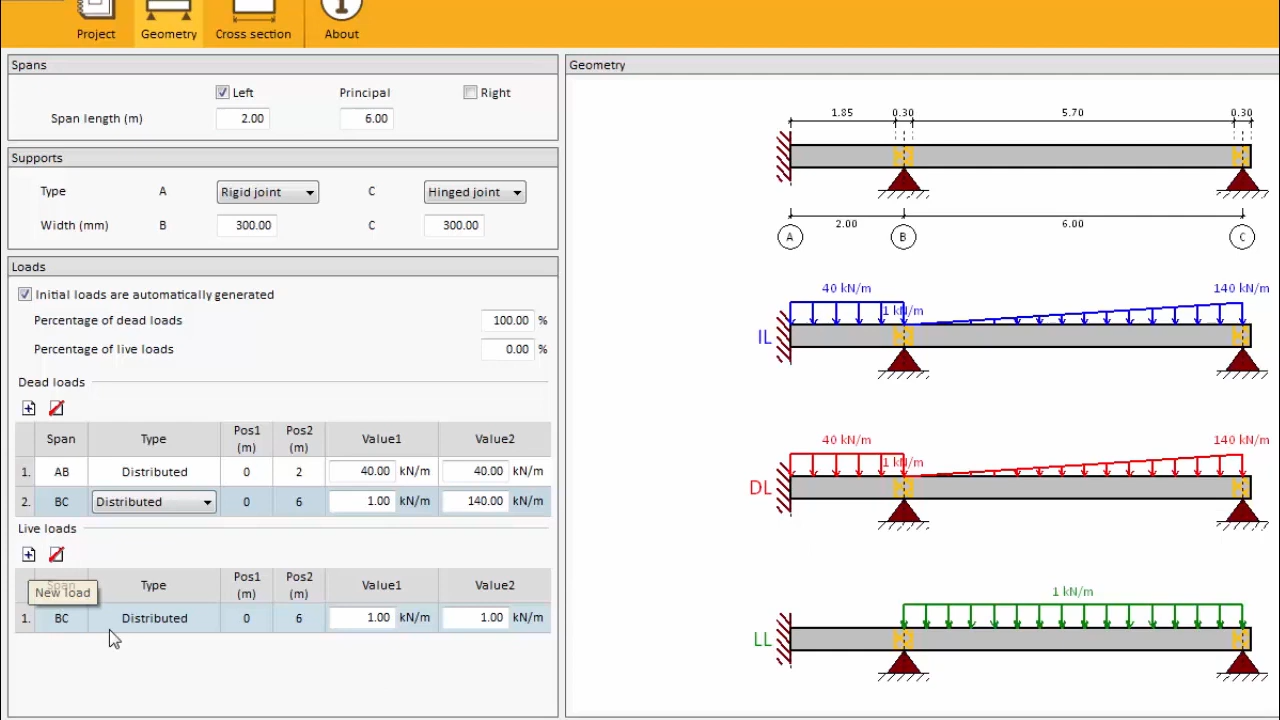 Project Geometry Cross section About
Spans
Left Principal Right
Span length (m) 2.00 6.00
Supports
Type A Rigid joint C Hinged joint
Width (mm) B 300.00 C 300.00
Loads
Initial loads are automatically generated
Percentage of dead loads 100.00 %
Percentage of live loads 0.00 %
Dead loads
Span Type Pos1 (m) Pos2 (m) Value1 Value2
1. AB Distributed 0 2 40.00 kN/m 40.00 kN/m
2. BC Distributed 0 6 1.00 kN/m 140.00 kN/m
Live loads
Span Type Pos1 (m) Pos2 (m) Value1 Value2
New load
1. BC Distributed 0 6 1.00 kN/m 1.00 kN/m
Geometry
1.85 0.30 5.70 0.30
2.00 6.00
A B C
40 kN/m 140 kN/m
1 kN/m
IL
40 kN/m 140 kN/m
1 kN/m
DL
1 kN/m
LL